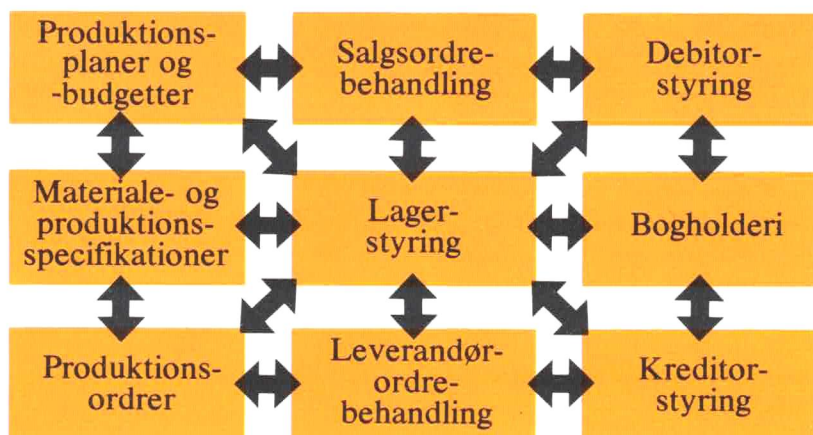 Produktions-
planer og
-budgetter
Salgsordre-
behandling
Debitor-
styring
Materiale- og
produktions-
specifikationer
Lager-
styring
Bogholderi
Produktions-
ordrer
Leverandør-
ordre-
behandling
Kreditor-
styring